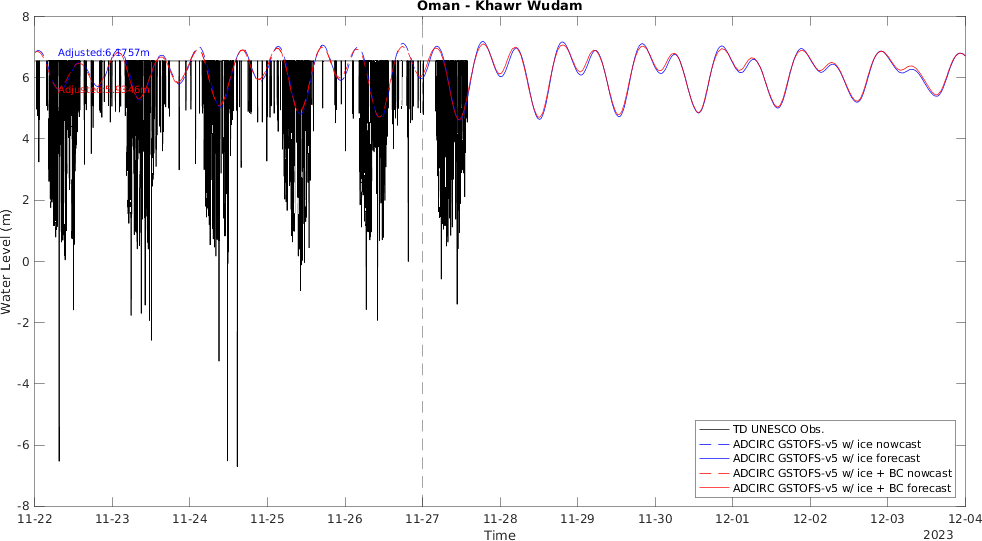 Oman - Khawr Wudam
8
6
4
2
0
-2
-4
-6
-8
Water Level (m)
TD UNESCO Obs.
ADCIRC GSTOFS-v5 w/ ice nowcast
ADCIRC GSTOFS-v5 w/ ice forecast
ADCIRC GSTOFS-v5 w/ ice + BC nowcast
ADCIRC GSTOFS-v5 w/ ice + BC forecast
11-22
11-23
11-24
11-25
11-26
11-27
11-28
11-29
11-30
12-01
12-02
12-03
12-04
Time
2023